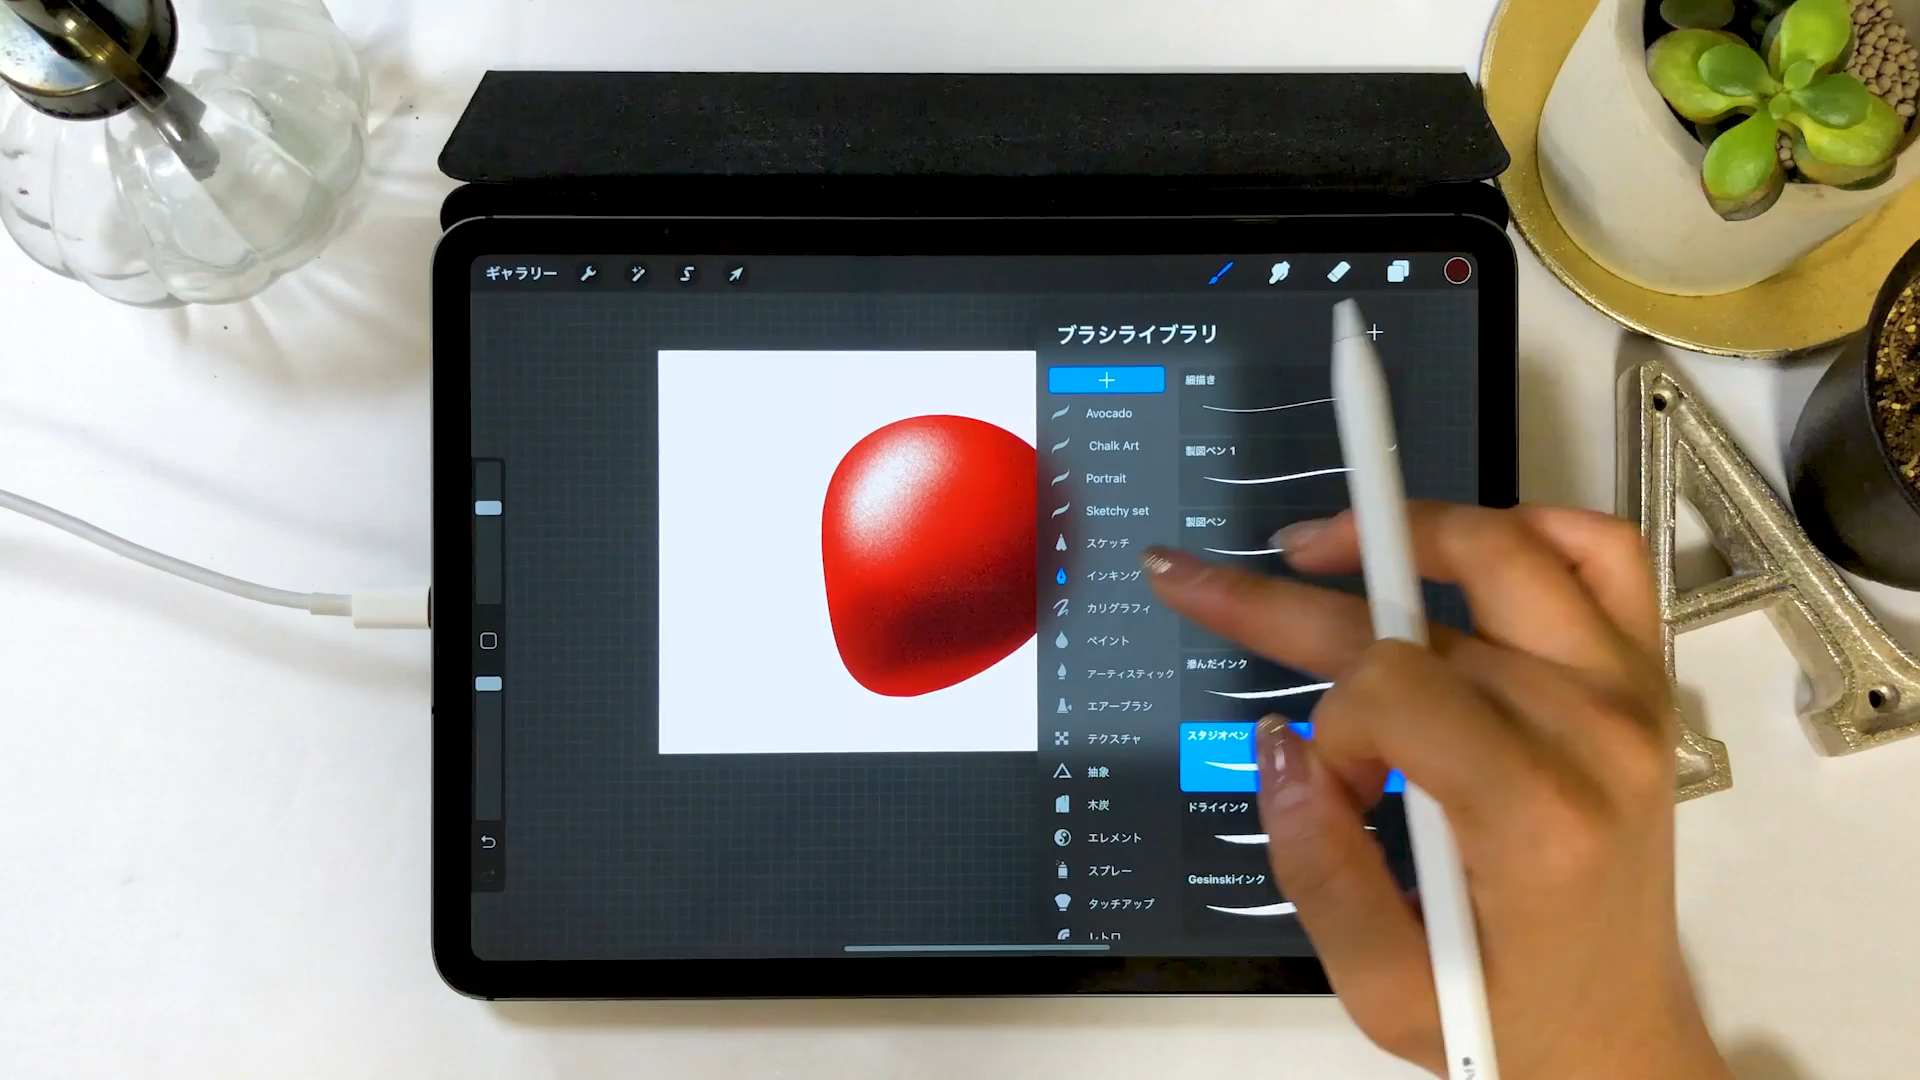 ギャラリー
ブラシライブラリ
Avocado
Chalk Art
Portrait
Sketchy set
スケッチ
インキング
カリグラフィ
ペイント
アーティスティック
エアーブラシ
テクスチャ
抽象
木炭
エレメント
スプレー
タッチアップ
レトロ
細描き
製図ペン 1
製図ペン
滲んだインク
スタジオペン
ドライインク
Gesinskiインク